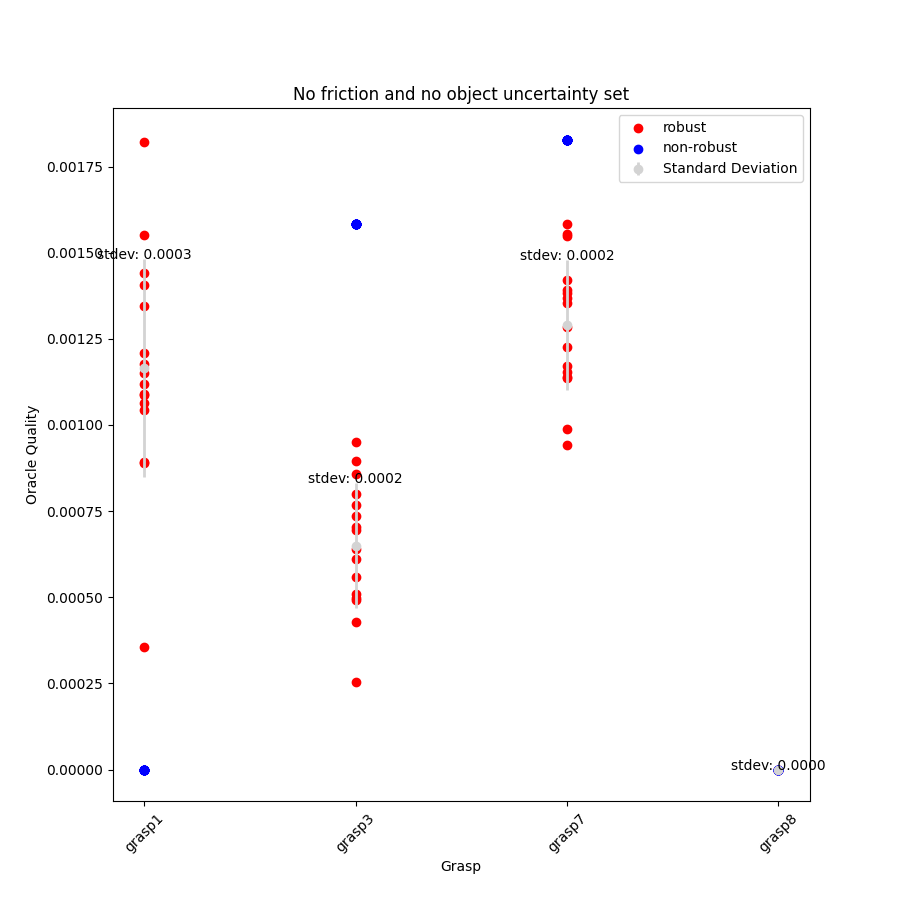 No friction and no object uncertainty set
robust
non-robust
Standard Deviation
Oracle Quality
0.00175
0.00150
0.00125
0.00100
0.00075
0.00050
0.00025
0.00000
stdev: 0.0003
stdev: 0.0002
stdev: 0.0002
stdev: 0.0000
grasp1
grasp3
grasp7
grasp8
Grasp